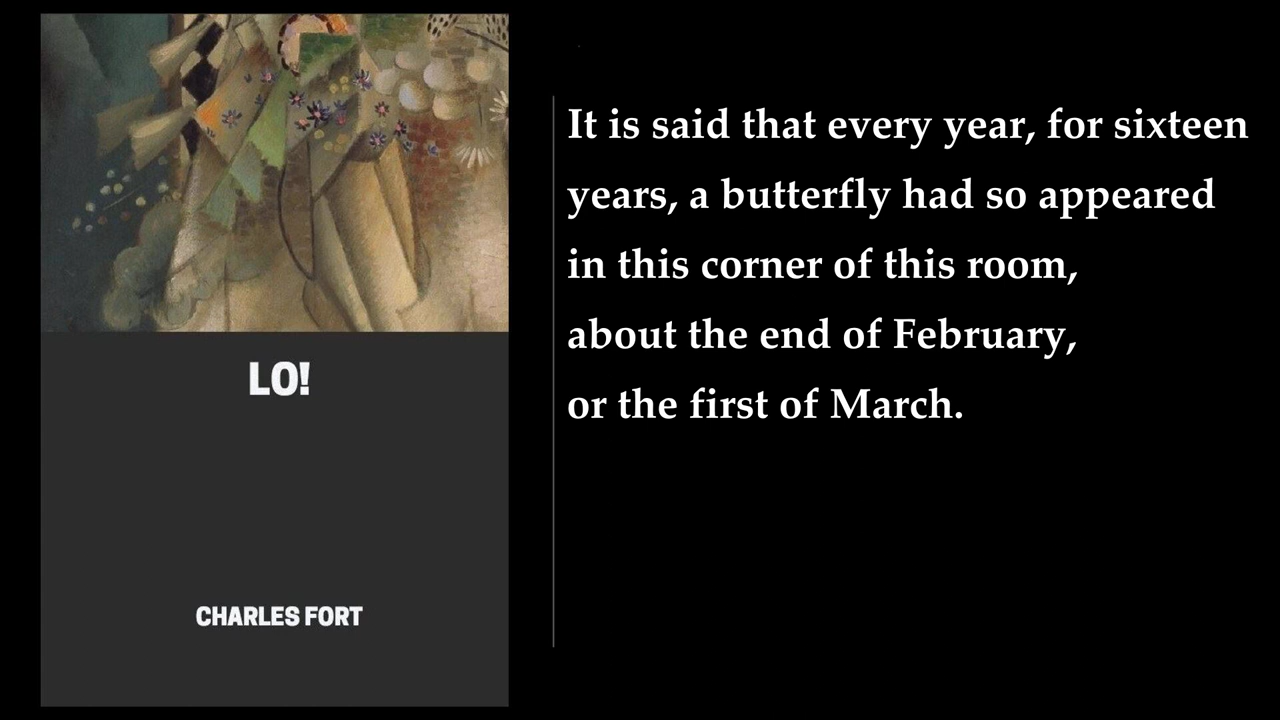 LO!
CHARLES FORT
It is said that every year, for sixteen
years, a butterfly had so appeared
in this corner of this room,
about the end of February,
or the first of March.